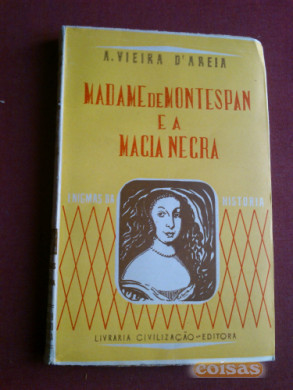 A. VIEIRA D'AREIA
MADAME DE MONTESPAN
E A
MAGIA NEGRA
ENIGMAS DA HISTÓRIA
LIVRARIA CIVILIZAÇÃO-EDITORA
coisas